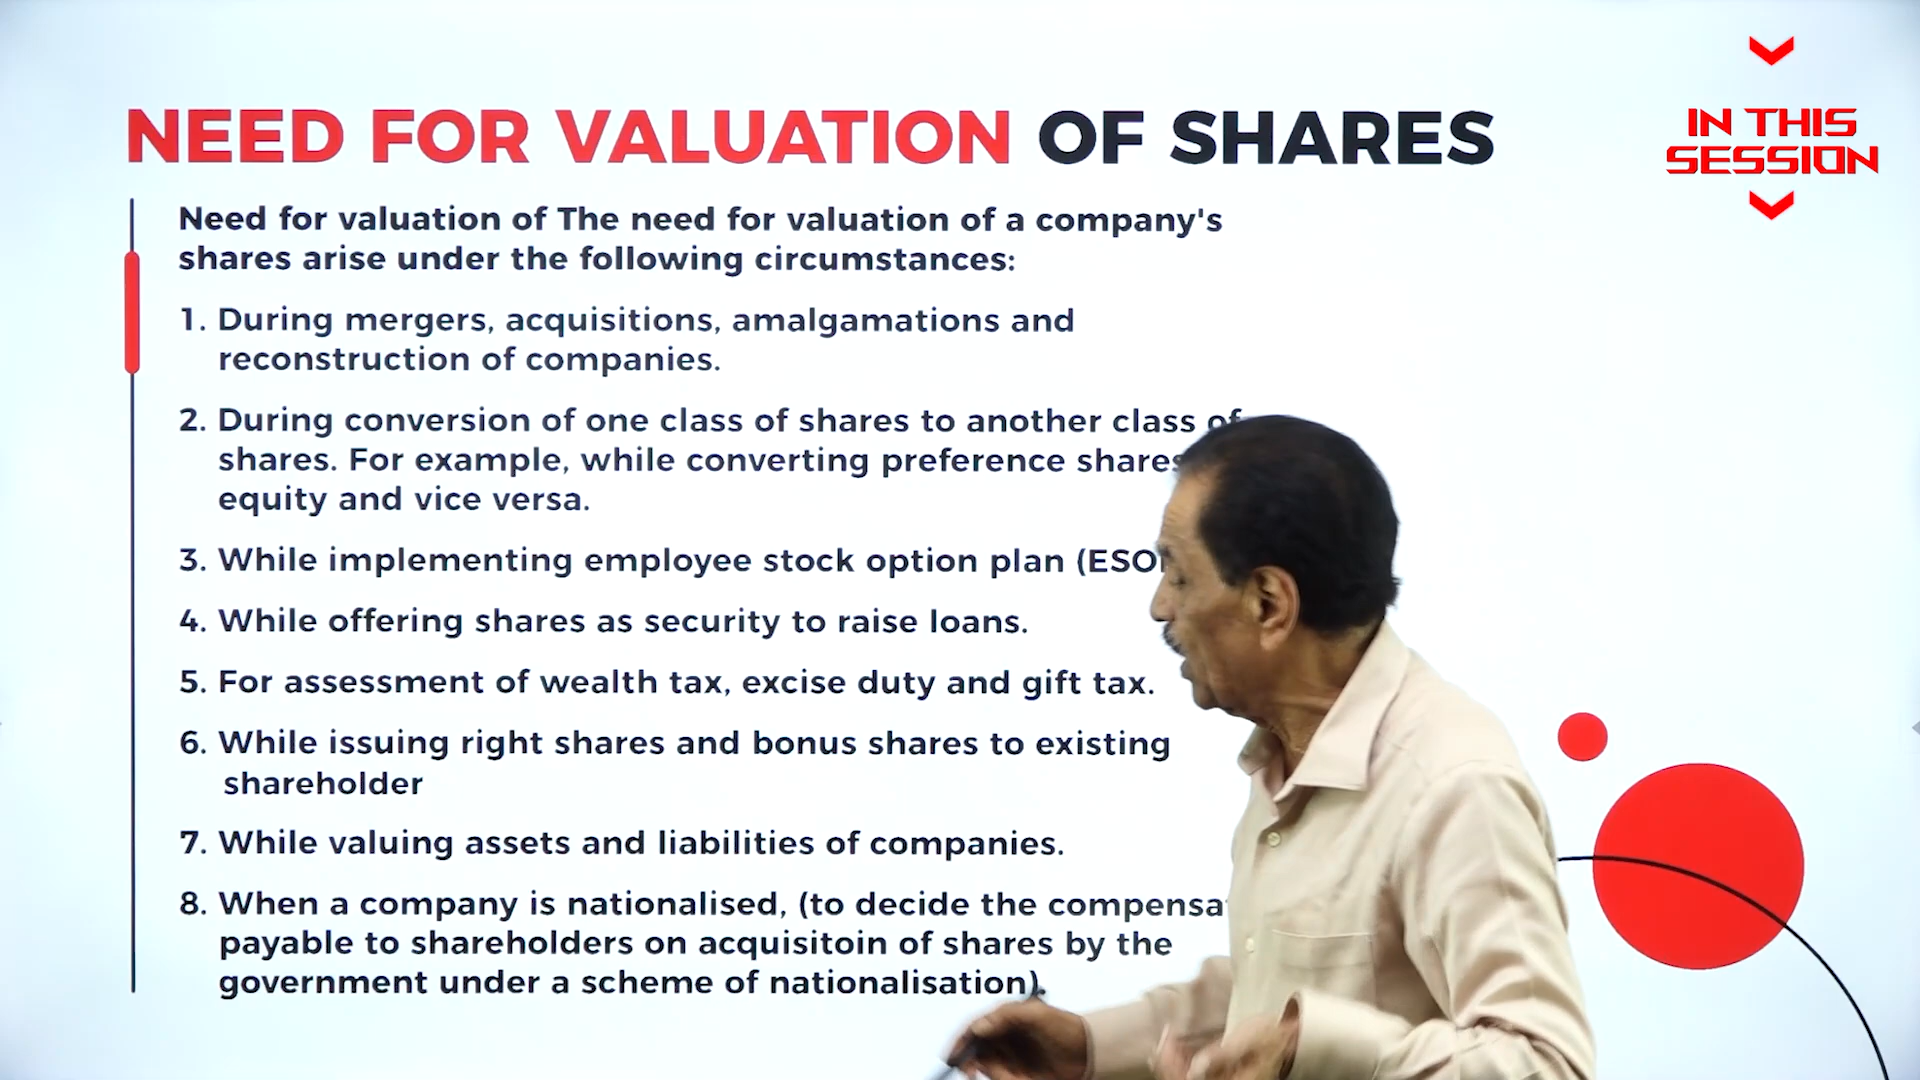 NEED FOR VALUATION OF SHARES
IN THIS
SESSION
Need for valuation of The need for valuation of a company's
shares arise under the following circumstances:
1. During mergers, acquisitions, amalgamations and
reconstruction of companies.
2. During conversion of one class of shares to another class of
shares. For example, while converting preference shares
equity and vice versa.
3. While implementing employee stock option plan
4. While offering shares as security to raise loans.
5. For assessment of wealth tax, excise duty and gift tax.
6. While issuing right shares and bonus shares to existing
shareholder
7. While valuing assets and liabilities of companies.
8. When a company is nationalised, (to decide the
payable to shareholders on acquisitoin of shares by the
government under a scheme of nationalisation).